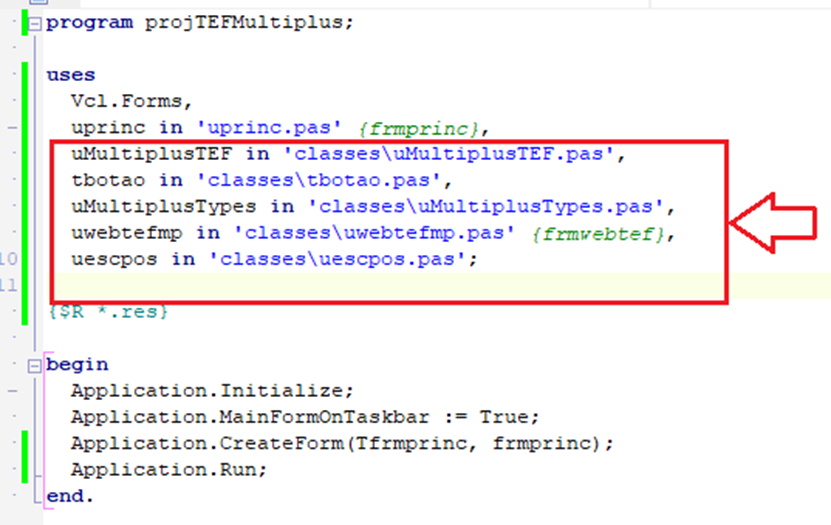 program projTEFMultiplus;
uses
Vcl.Forms,
uprinc in 'uprinc.pas' {frmprinc},
uMultiplusTEF in 'classes\uMultiplusTEF.pas',
tbotao in 'classes\tbotao.pas',
uMultiplusTypes in 'classes\uMultiplusTypes.pas',
uwebtefmp in 'classes\uwebtefmp.pas' {frmwebtef},
10 uescpos in 'classes\uescpos.pas';
11
{$R *.res}
begin
Application.Initialize;
Application.MainFormOnTaskbar := True;
Application.CreateForm(Tfrmprinc, frmprinc);
Application.Run;
end.